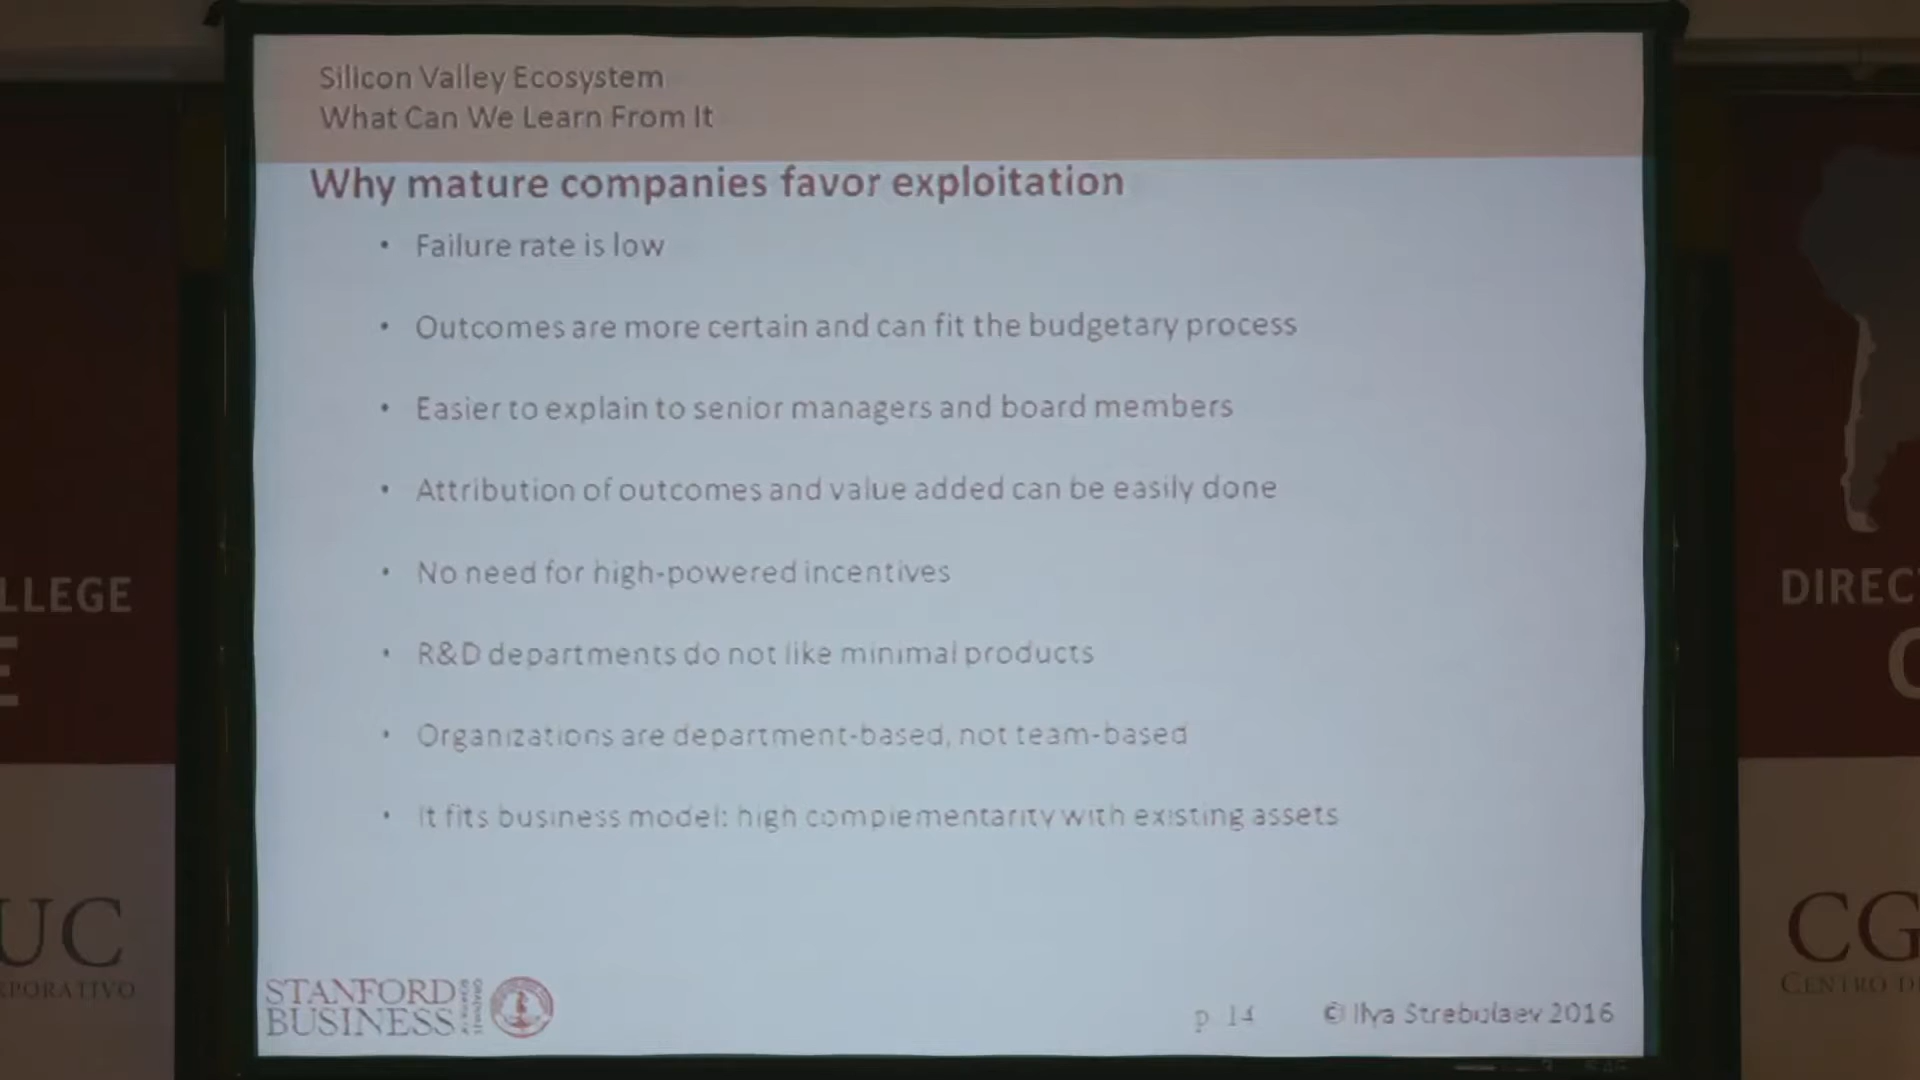 Silicon Valley Ecosystem
What Can We Learn From It
Why mature companies favor exploitation
• Failure rate is low
• Outcomes are more certain and can fit the budgetary process
• Easier to explain to senior managers and board members
• Attribution of outcomes and value added can be easily done
• No need for high-powered incentives
• R&D departments do not like minimal products
• Organizations are department-based, not team-based
• It fits business model: high complementarity with existing assets
STANFORD
BUSINESS
p 14
© Ilya Strebulaev 2016
LLEGE
E
UC
RPORATIVO
DIREC
C
CG
CENTRO D